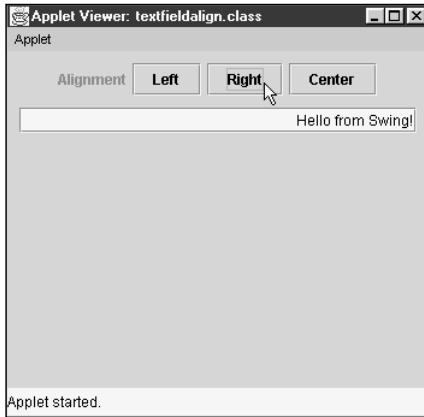 Applet Viewer: textfieldalign.class
Applet
Alignment Left Right Center
Hello from Swing!
Applet started.